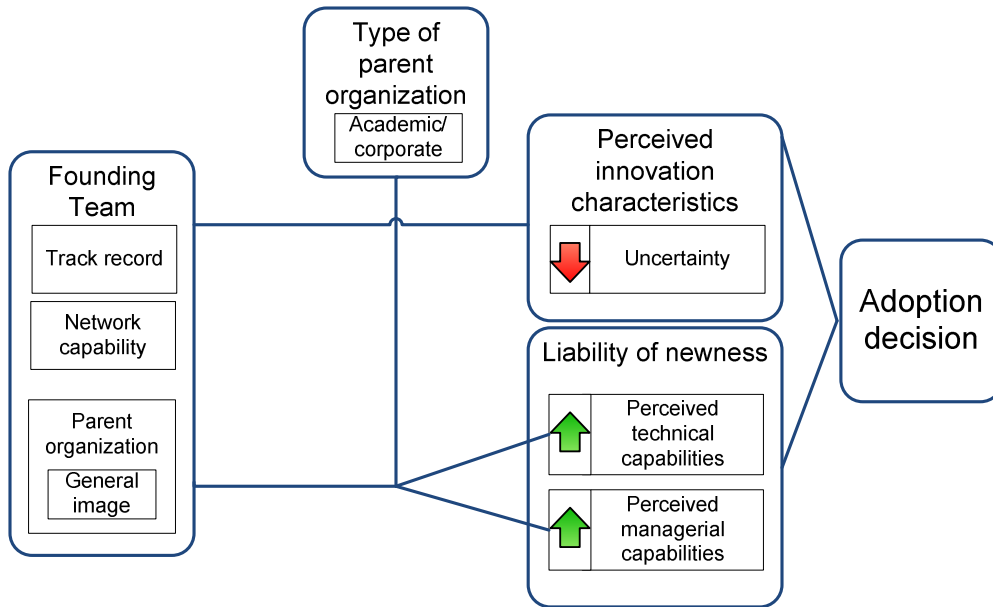 Type of
parent
organization
Academic/
corporate
Founding
Team
Track record
Network
capability
Parent
organization
General
image
Perceived
innovation
characteristics
Uncertainty
Liability of newness
Perceived
technical
capabilities
Perceived
managerial
capabilities
Adoption
decision